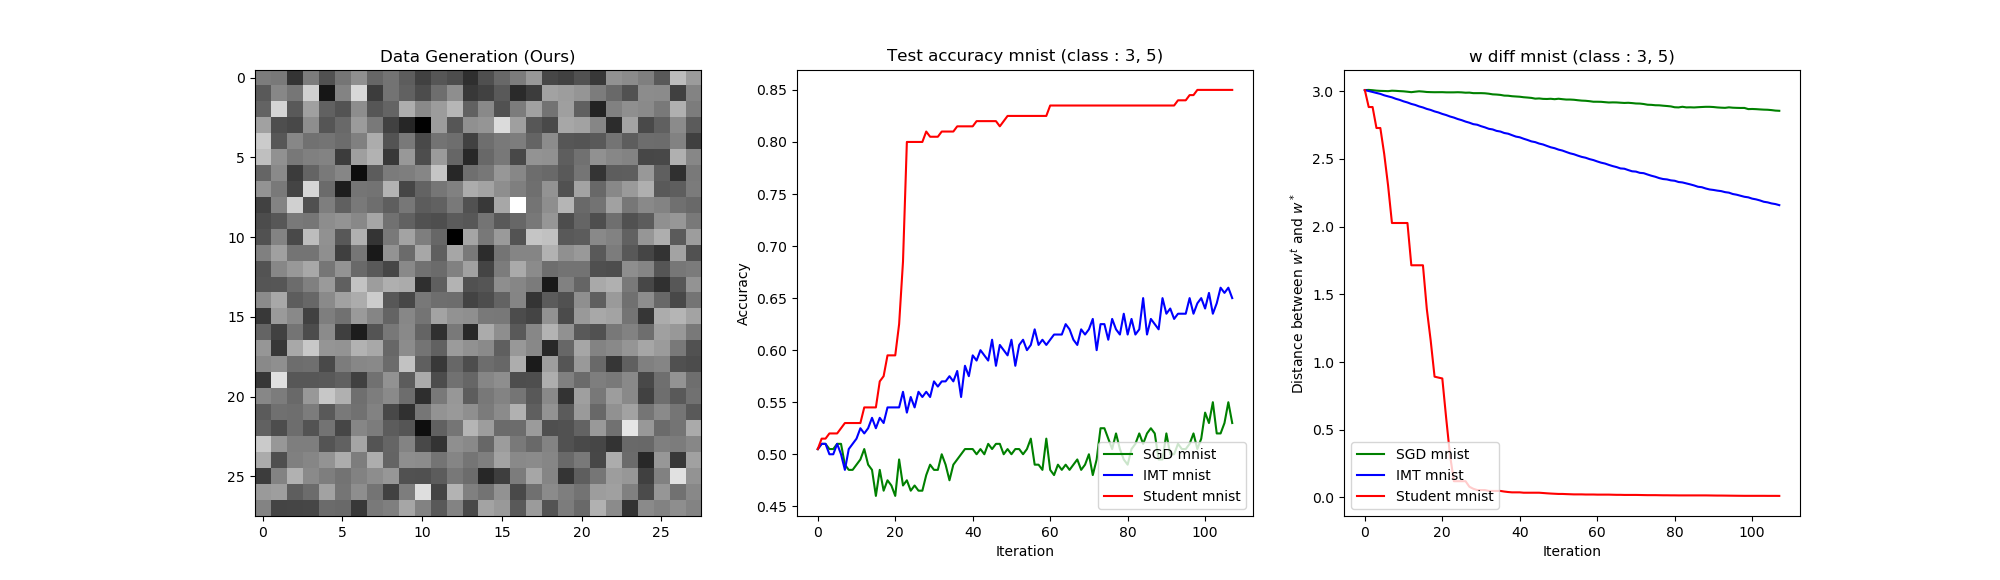 Data Generation (Ours)
0
5
10
15
20
25
0 5 10 15 20 25
Test accuracy mnist (class : 3, 5)
Accuracy
0.85
0.80
0.75
0.70
0.65
0.60
0.55
0.50
0.45
SGD mnist
IMT mnist
Student mnist
0 20 40 60 80 100
Iteration
w diff mnist (class : 3, 5)
Distance between w^t and w^*
3.0
2.5
2.0
1.5
1.0
0.5
0.0
SGD mnist
IMT mnist
Student mnist
0 20 40 60 80 100
Iteration